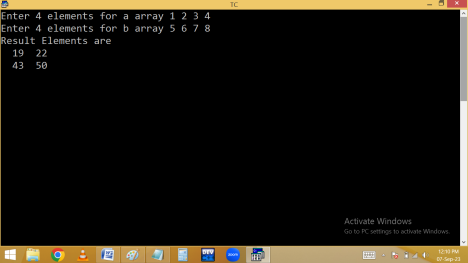 TC
Enter 4 elements for a array 1 2 3 4
Enter 4 elements for b array 5 6 7 8
Result Elements are
19 22
43 50
Activate Windows
Go to PC settings to activate Windows.
12:10 PM
07-Sep-23